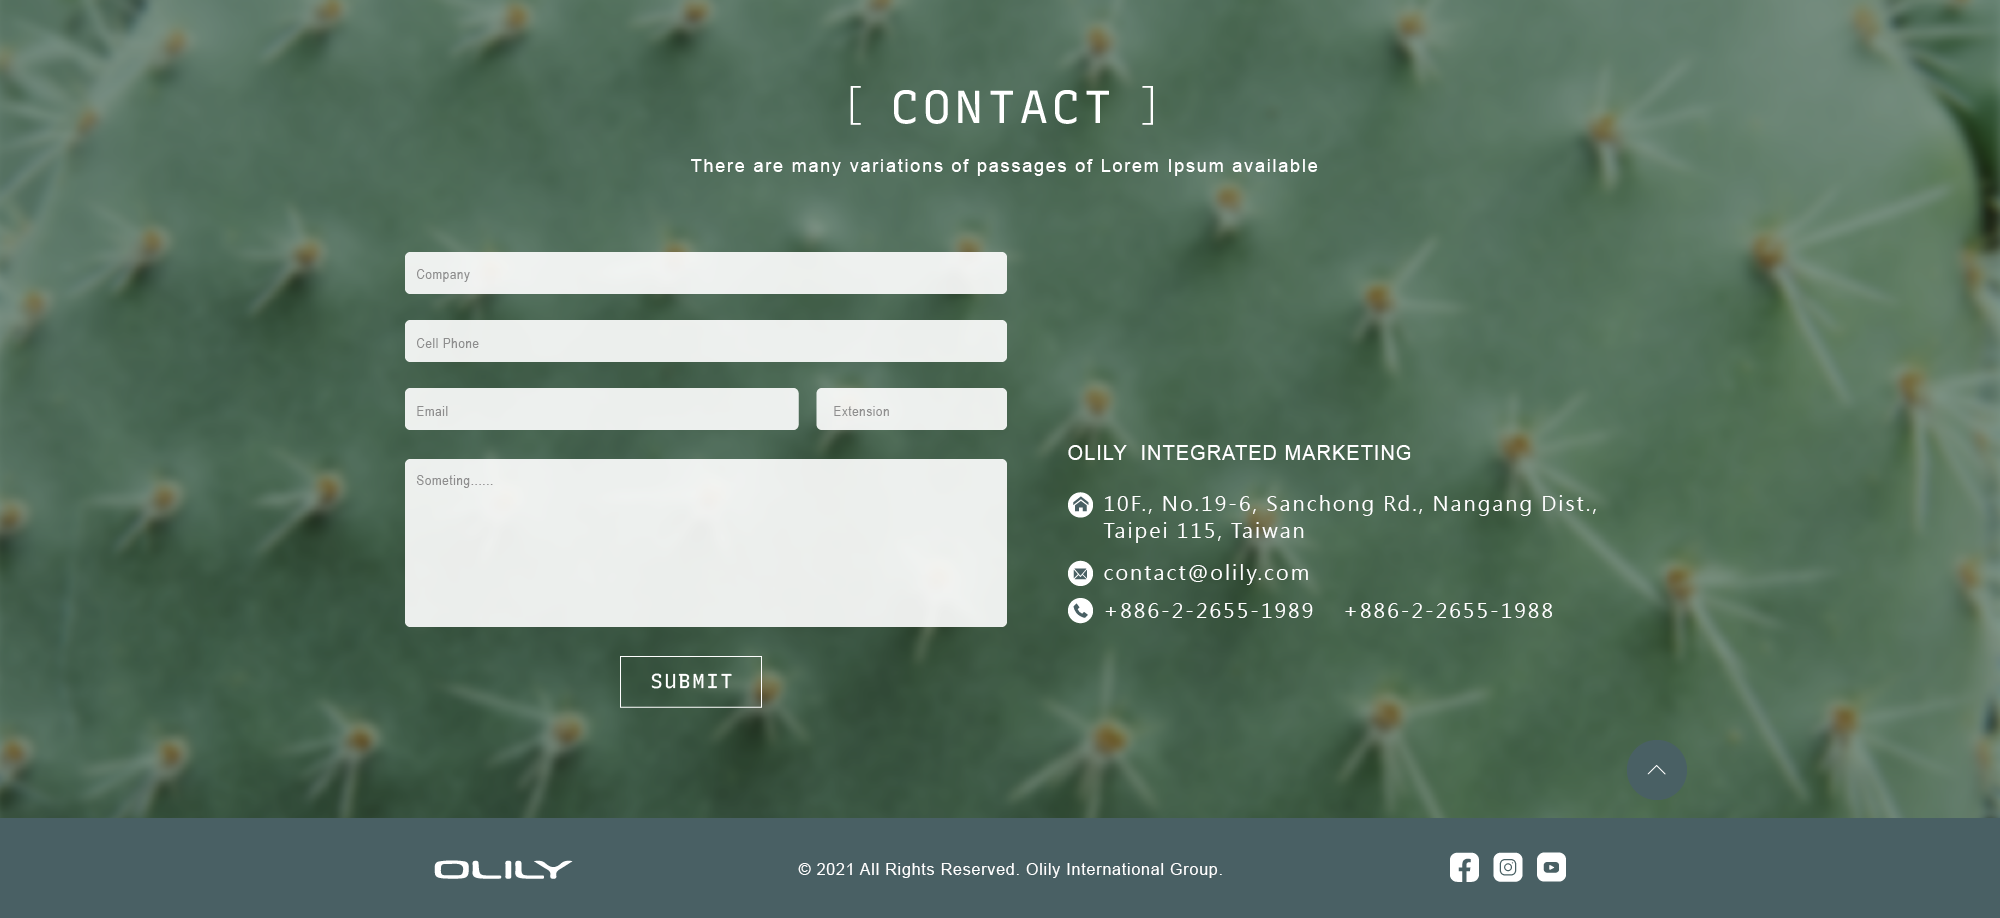 [ CONTACT ]
There are many variations of passages of Lorem Ipsum available
Company
Cell Phone
Email
Extension
Someting......
SUBMIT
OLILY  INTEGRATED MARKETING
10F., No.19-6, Sanchong Rd., Nangang Dist.,
Taipei 115, Taiwan
contact@olily.com
+886-2-2655-1989    +886-2-2655-1988
OLILY
© 2021 All Rights Reserved. Olily International Group.